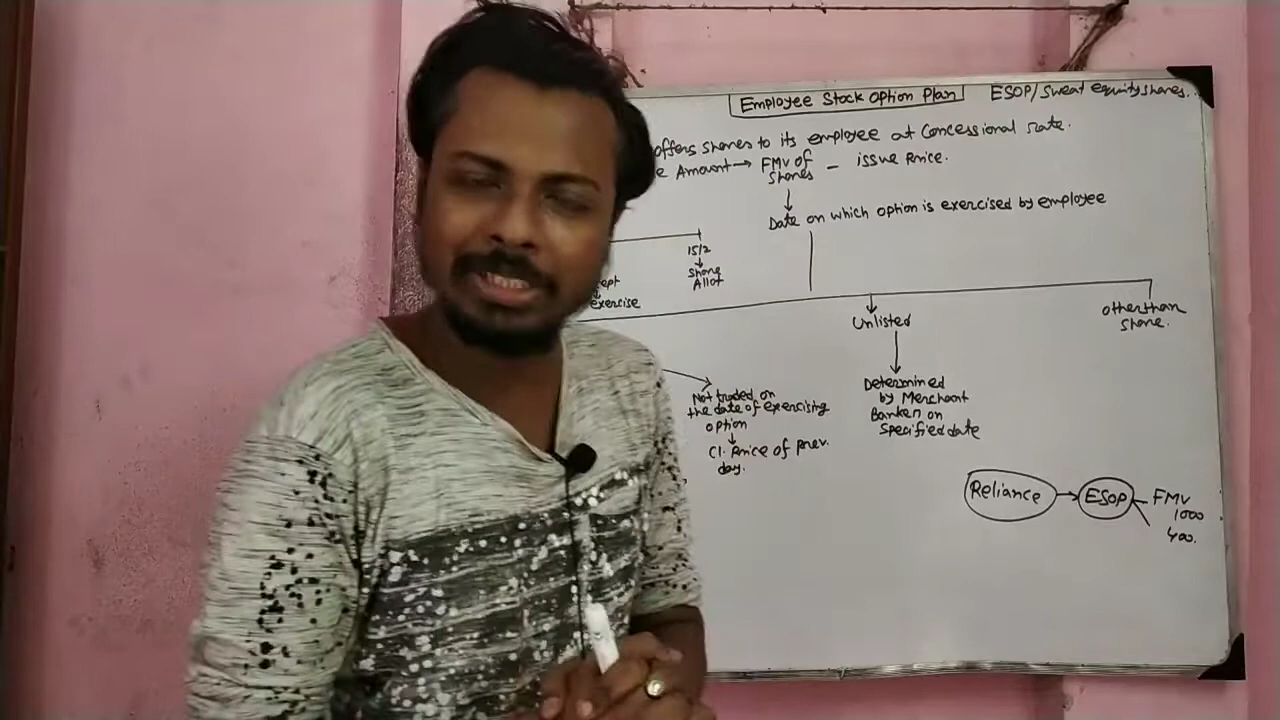 Employee Stock Option Plan ESOP/Sweat equity shares...
offers shares to its employee at Concessional rate.
e Amount → FMV of shares – issue Price.
Date on which option is exercised by employee
15/2
Share
Allot
ept
exercise
Unlisted
other than
share.
Determined
by Merchant
Banker on
specified date
Not traded on
the date of exercising
option
Cl. Price of prev.
day.
Reliance → ESOP FMV
1000
400.